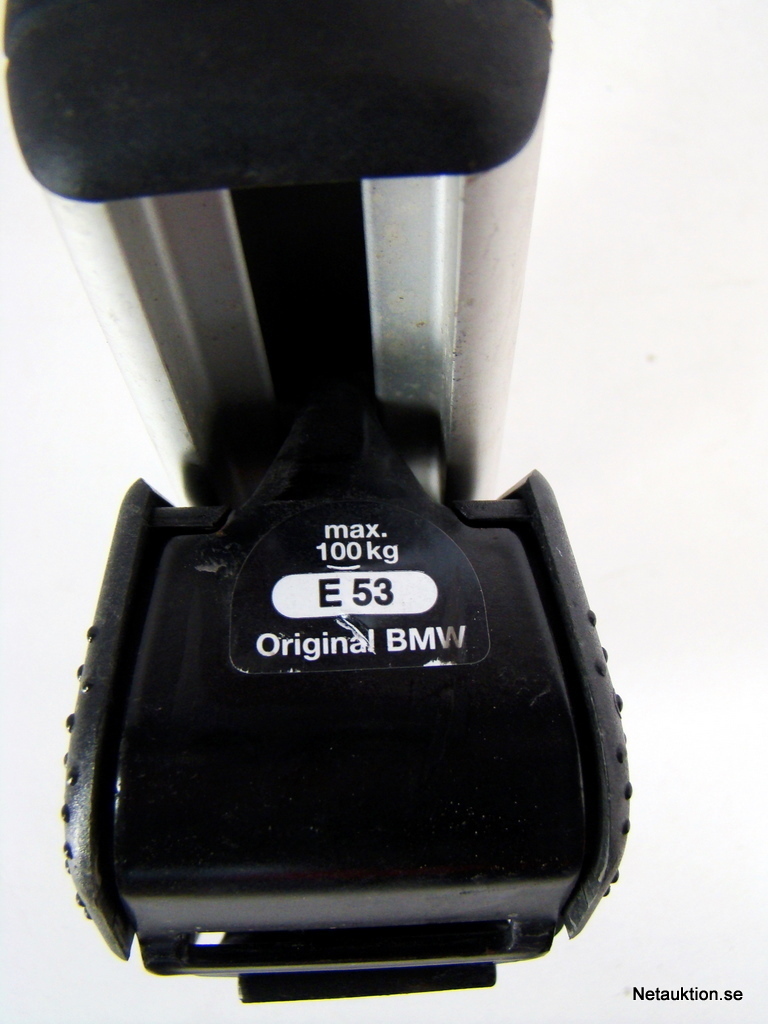 max.
100 kg
E 53
Original BMW
Netauktion.se